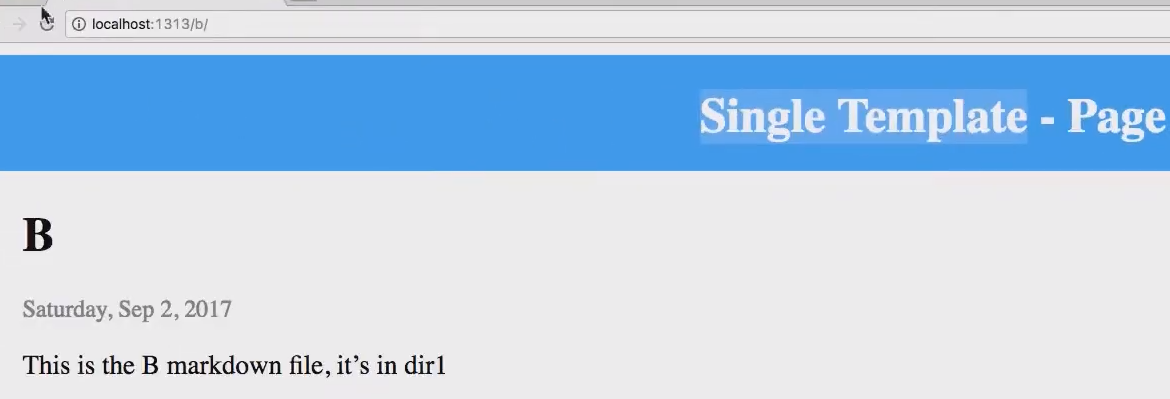 localhost:1313/b/
Single Template - Page
B
Saturday, Sep 2, 2017
This is the B markdown file, it’s in dir1